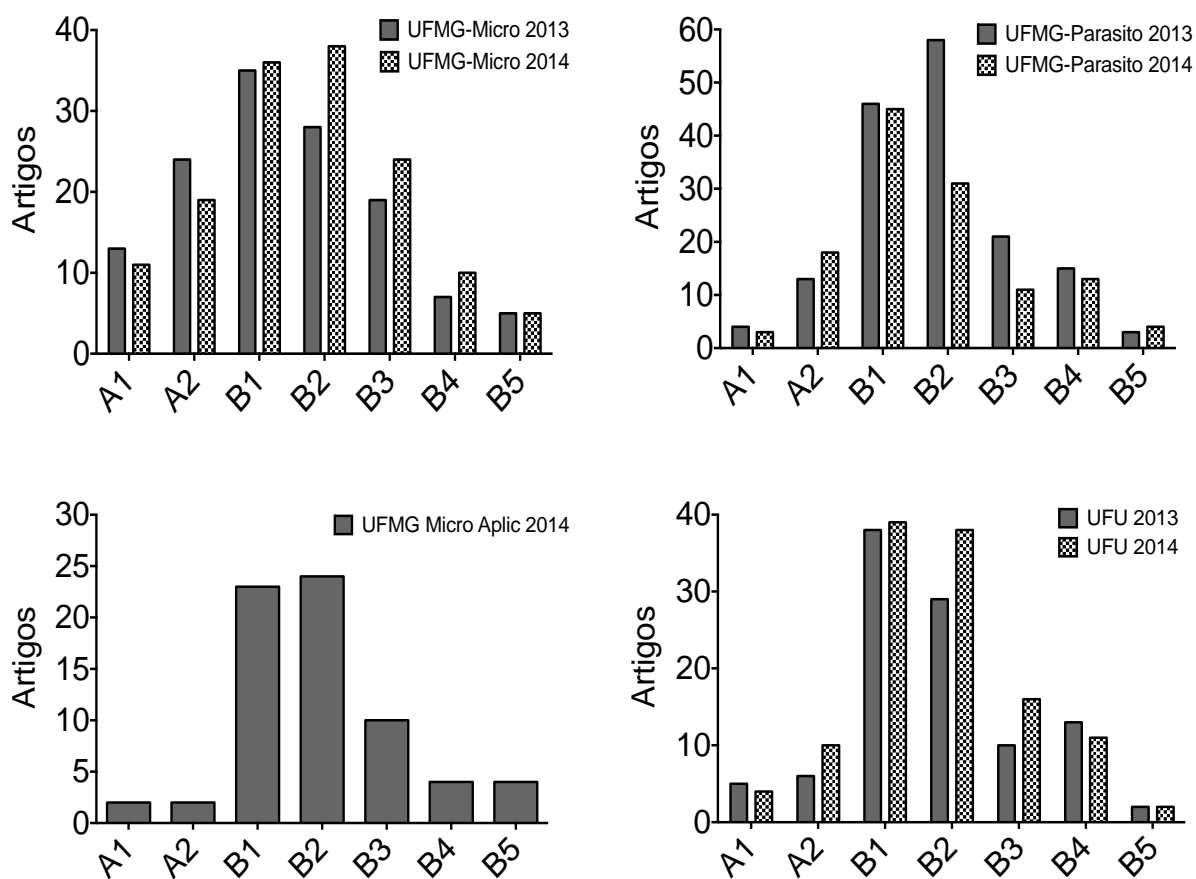 UFMG-Micro 2013
UFMG-Micro 2014
Artigos
40
30
20
10
0
A1 A2 B1 B2 B3 B4 B5
UFMG-Parasito 2013
UFMG-Parasito 2014
Artigos
60
50
40
30
20
10
0
A1 A2 B1 B2 B3 B4 B5
UFMG Micro Aplic 2014
Artigos
30
25
20
15
10
5
0
A1 A2 B1 B2 B3 B4 B5
UFU 2013
UFU 2014
Artigos
40
30
20
10
0
A1 A2 B1 B2 B3 B4 B5